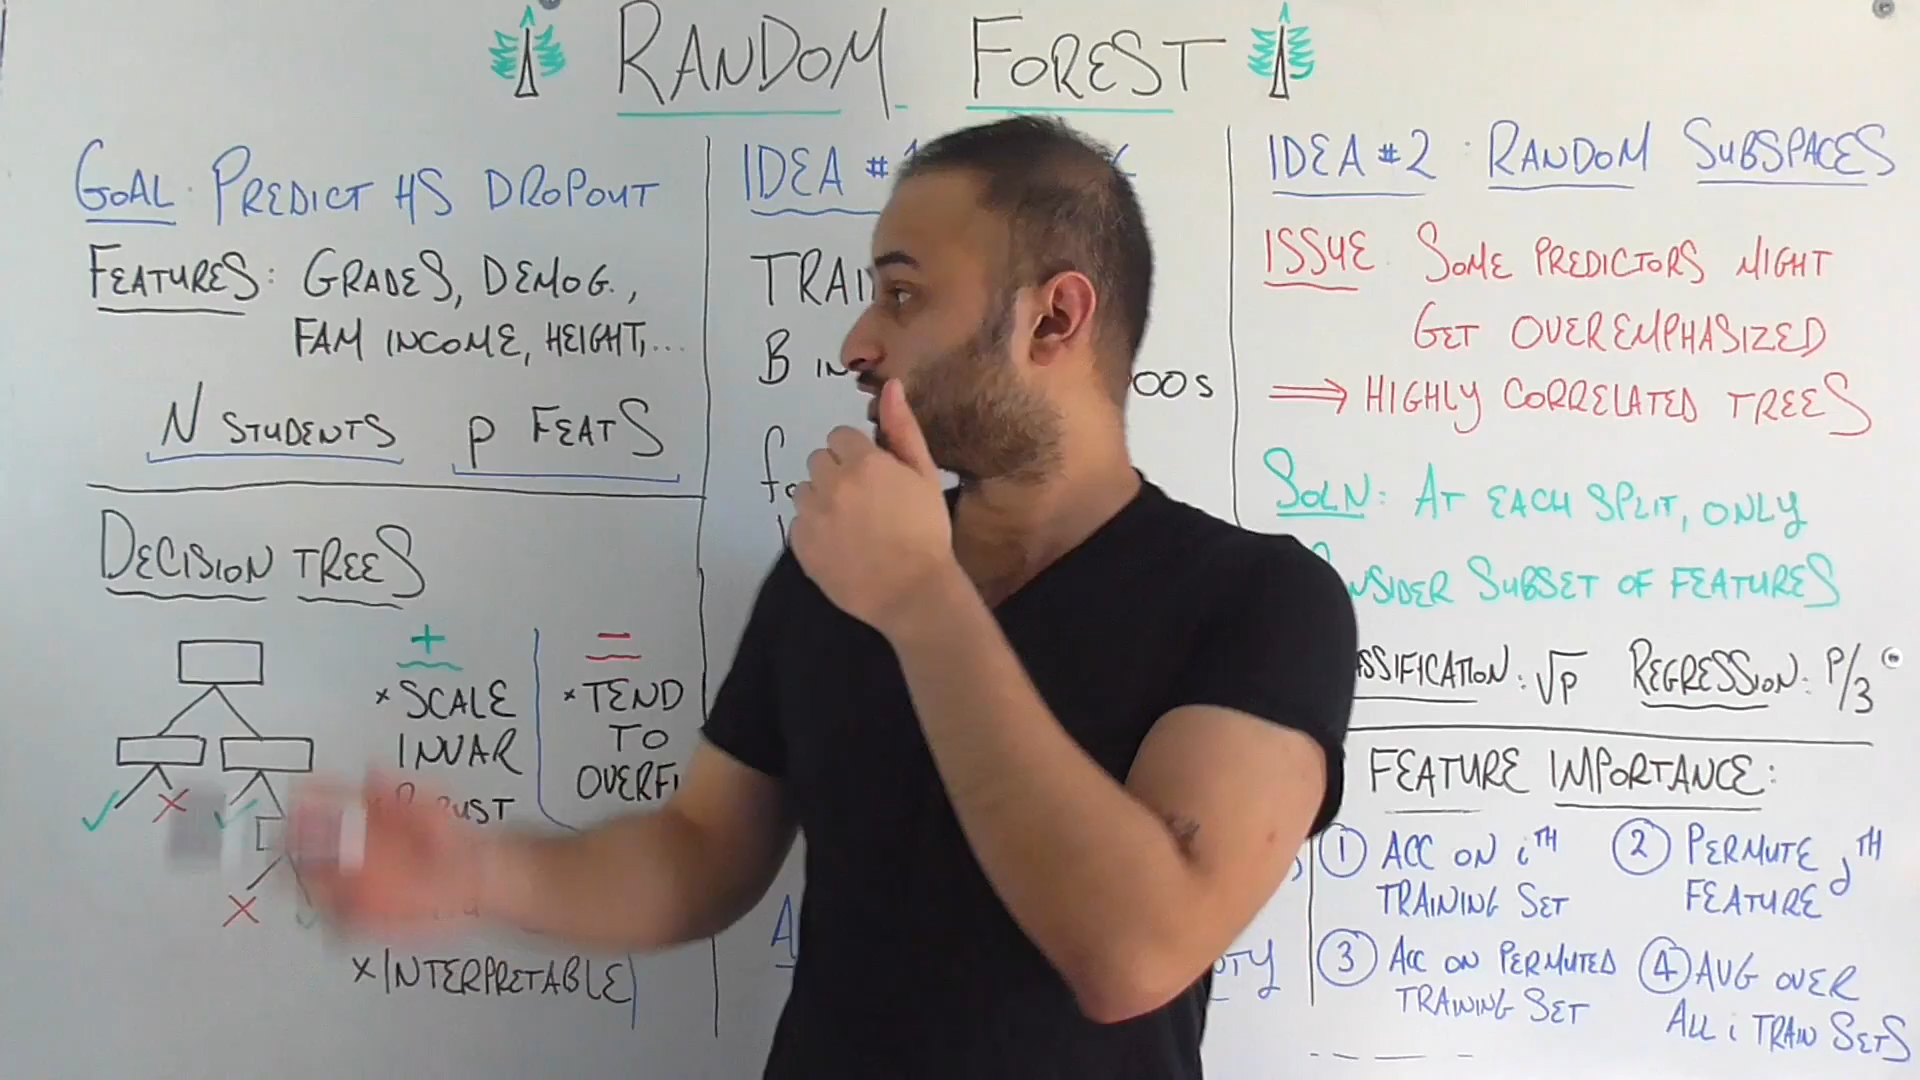 RANDOM FOREST
GOAL: PREDICT HS DROPOUT
FEATURES: GRADES, DEMOG.,
FAM INCOME, HEIGHT,...
N STUDENTS p FEATS
DECISION TREES
+
* SCALE
INVAR
* INTERPRETABLE
-
* TEND
TO
IDEA #1
B
IDEA #2: RANDOM SUBSPACES
ISSUE: SOME PREDICTORS MIGHT
GET OVEREMPHASIZED
⟹ HIGHLY CORRELATED TREES
SOLN: AT EACH SPLIT, ONLY
SUBSET OF FEATURES
√P REGRESSION: P/3
FEATURE IMPORTANCE:
① ACC ON iTH
TRAINING SET
② PERMUTE jTH
FEATURE
③ ACC ON PERMUTED
TRAINING SET
④ AVG OVER
ALL i TRAIN SETS